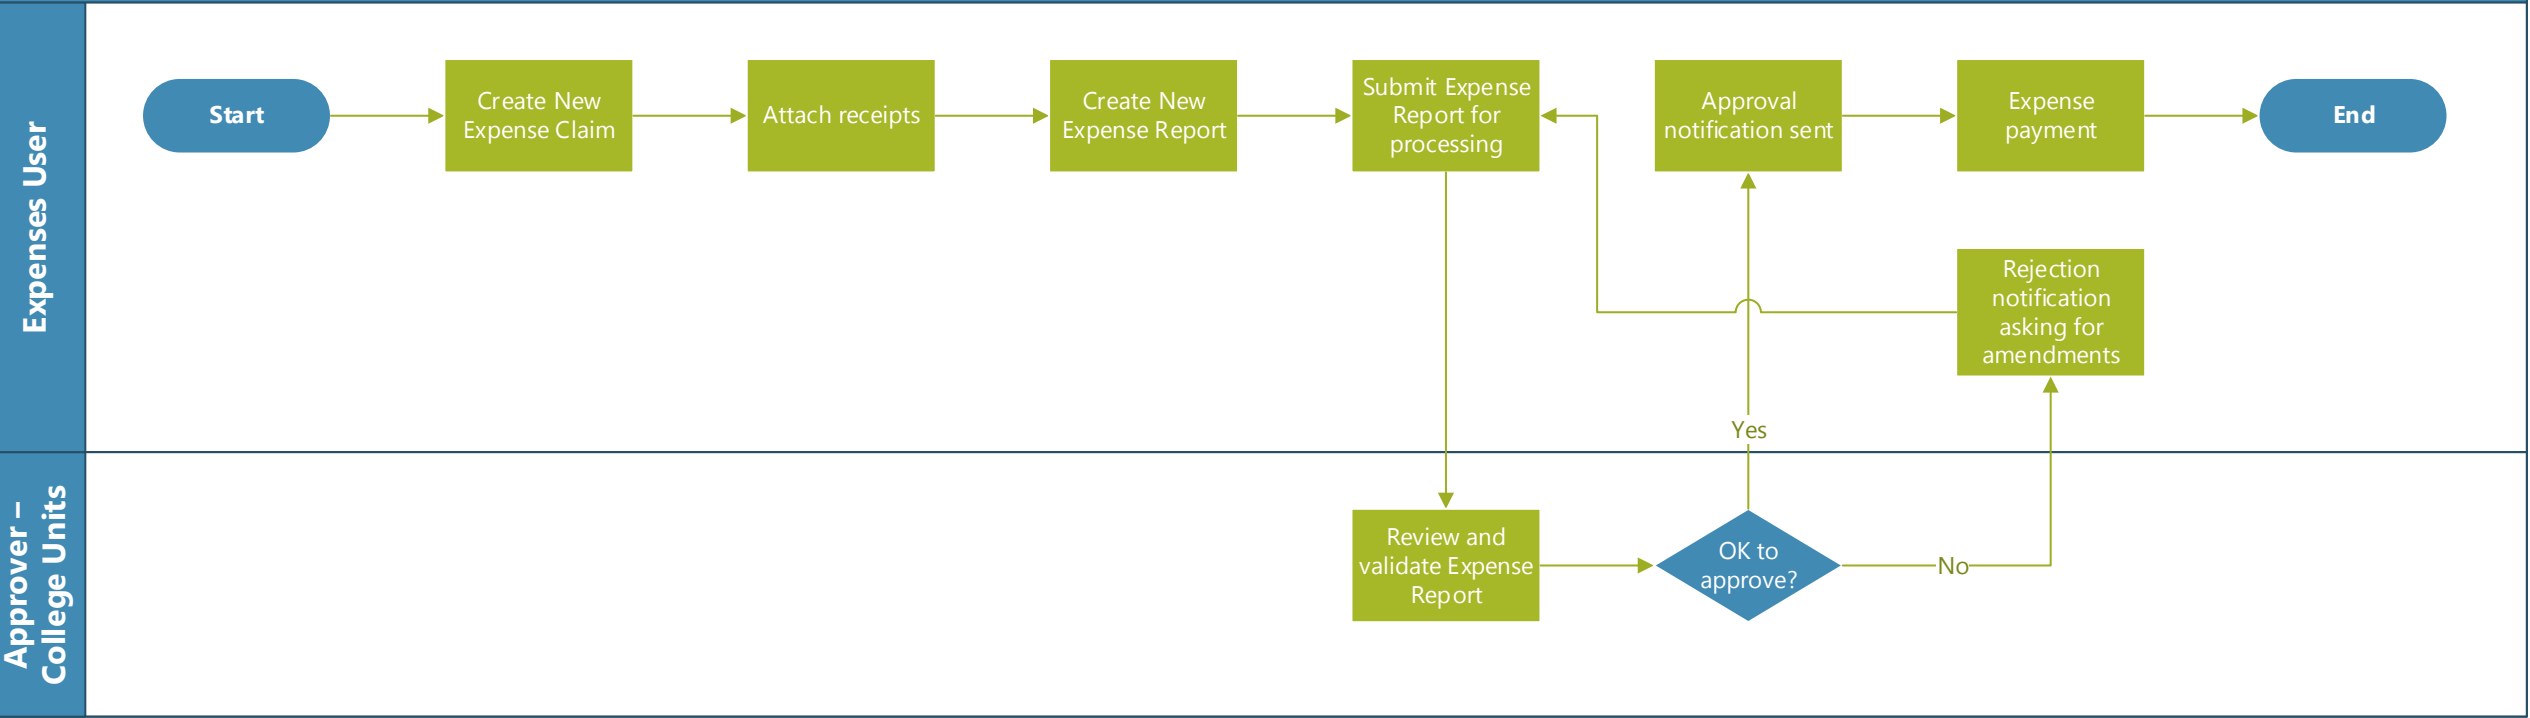 Expenses User
Start
Create New
Expense Claim
Attach receipts
Create New
Expense Report
Submit Expense
Report for
processing
Approval
notification sent
Expense
payment
End
Rejection
notification
asking for
amendments
Yes
Approver –
College Units
Review and
validate Expense
Report
OK to
approve?
No